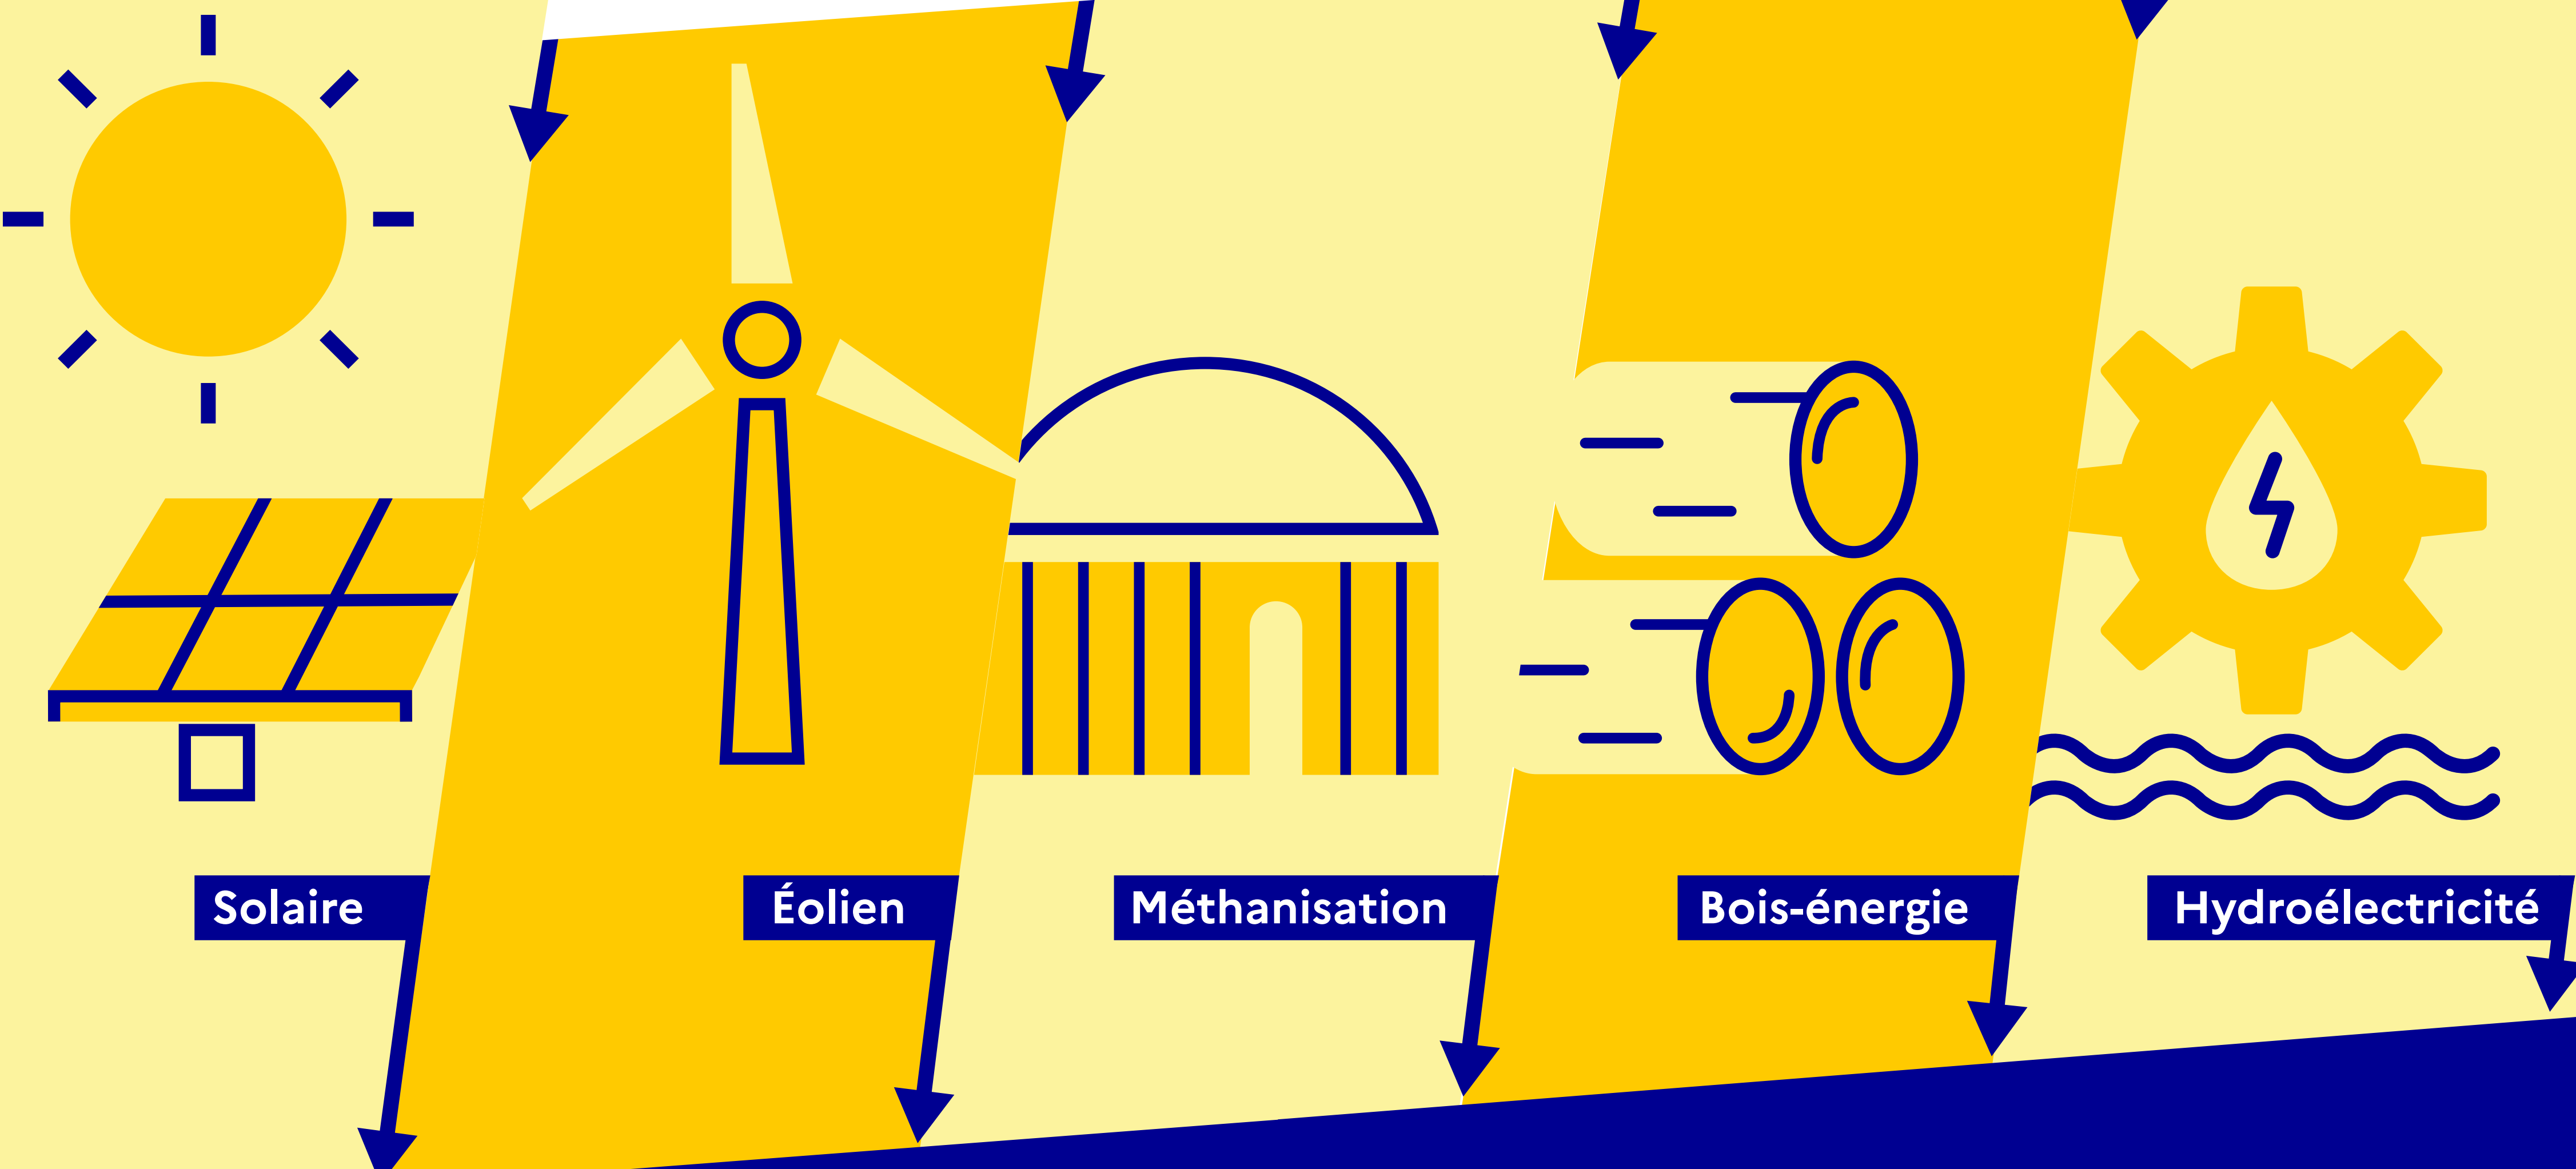 Solaire
Éolien
Méthanisation
Bois-énergie
Hydroélectricité